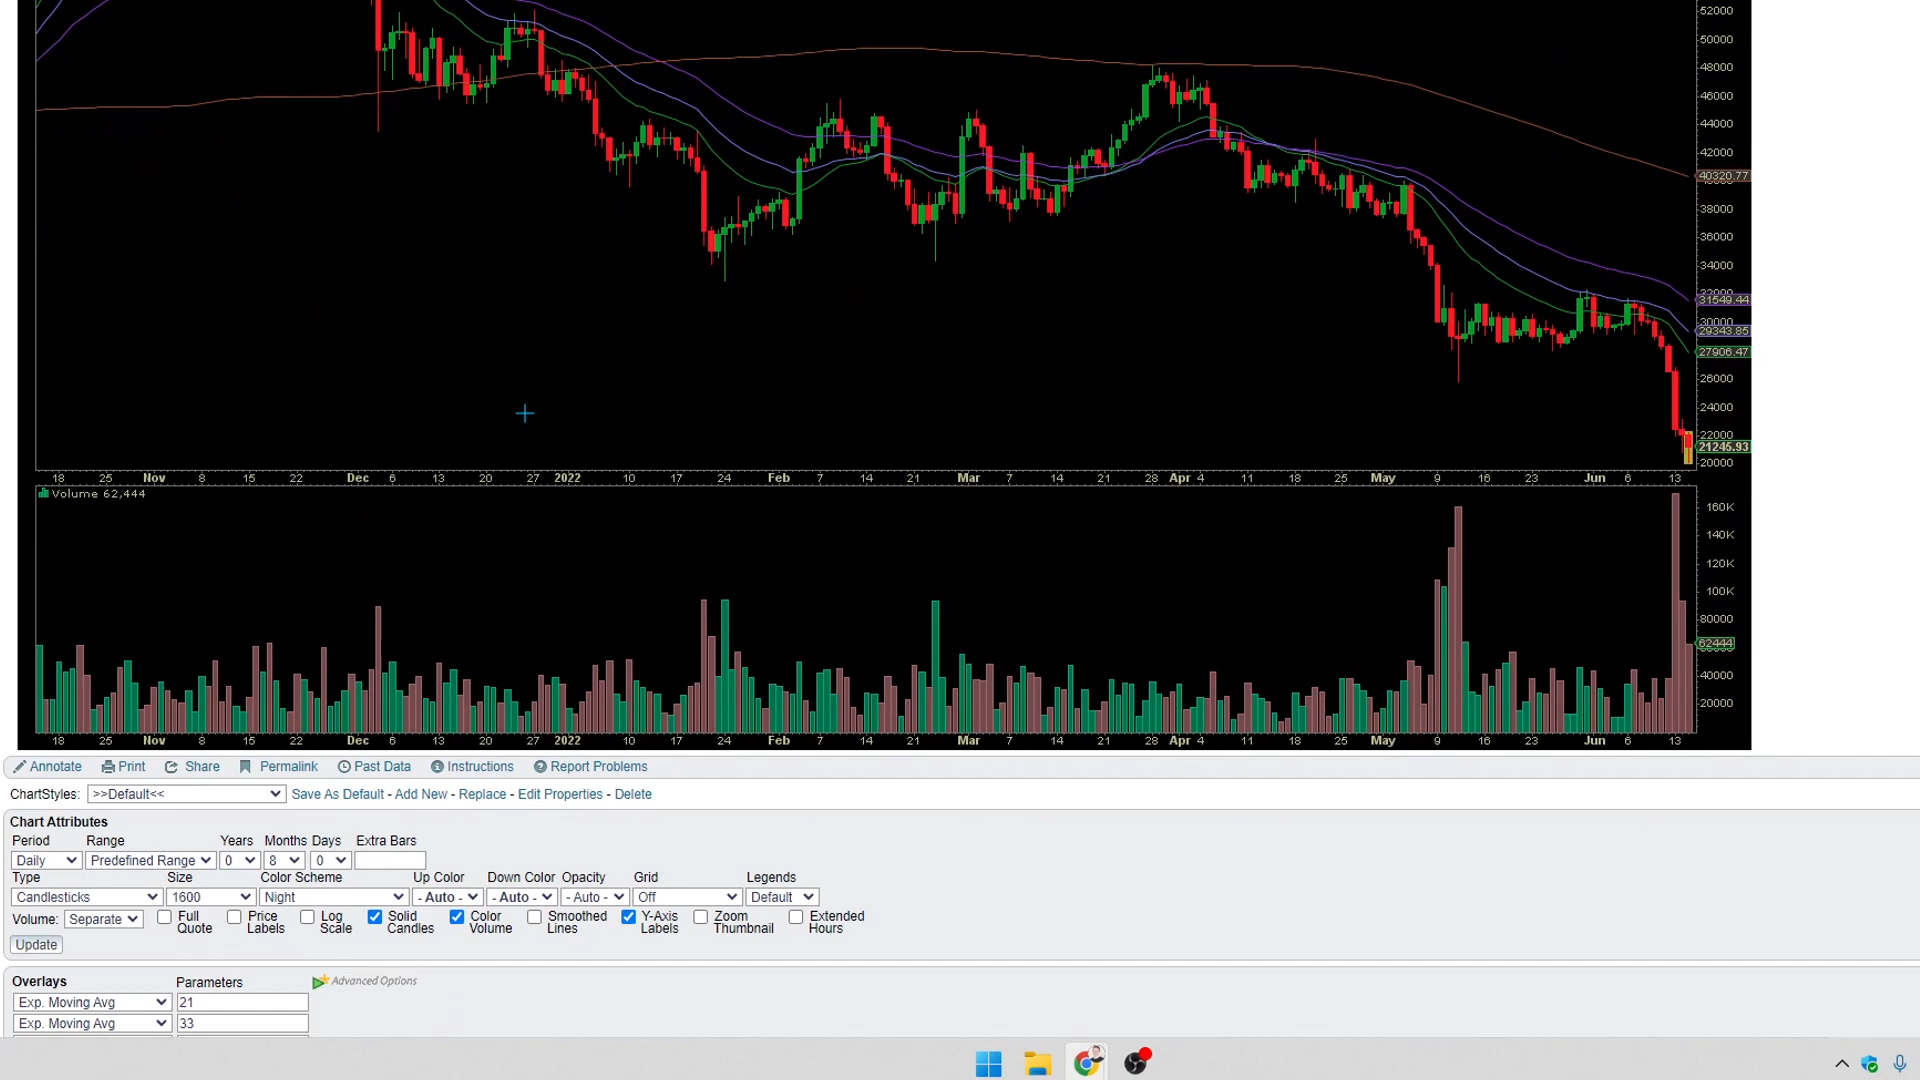 52000
50000
48000
46000
44000
42000
40320.77
38000
36000
34000
32000
31549.44
30000
29343.85
27906.47
26000
24000
22000
21245.93
20000
18 25 Nov 8 15 22 Dec 6 13 20 27 2022 10 17 24 Feb 7 14 21 Mar 7 14 21 28 Apr 4 11 18 25 May 9 16 23 Jun 6 13
Volume 62,444
160K
140K
120K
100K
80000
62444
40000
20000
18 25 Nov 8 15 22 Dec 6 13 20 27 2022 10 17 24 Feb 7 14 21 Mar 7 14 21 28 Apr 4 11 18 25 May 9 16 23 Jun 6 13
Annotate Print Share Permalink Past Data Instructions Report Problems
ChartStyles: >>Default<< Save As Default - Add New - Replace - Edit Properties - Delete
Chart Attributes
Period Range Years Months Days Extra Bars
Daily Predefined Range 0 8 0
Type Size Color Scheme Up Color Down Color Opacity Grid Legends
Candlesticks 1600 Night - Auto - - Auto - - Auto - Off Default
Volume: Separate Full Quote Price Labels Log Scale Solid Candles Color Volume Smoothed Lines Y-Axis Labels Zoom Thumbnail Extended Hours
Update
Overlays Parameters Advanced Options
Exp. Moving Avg 21
Exp. Moving Avg 33